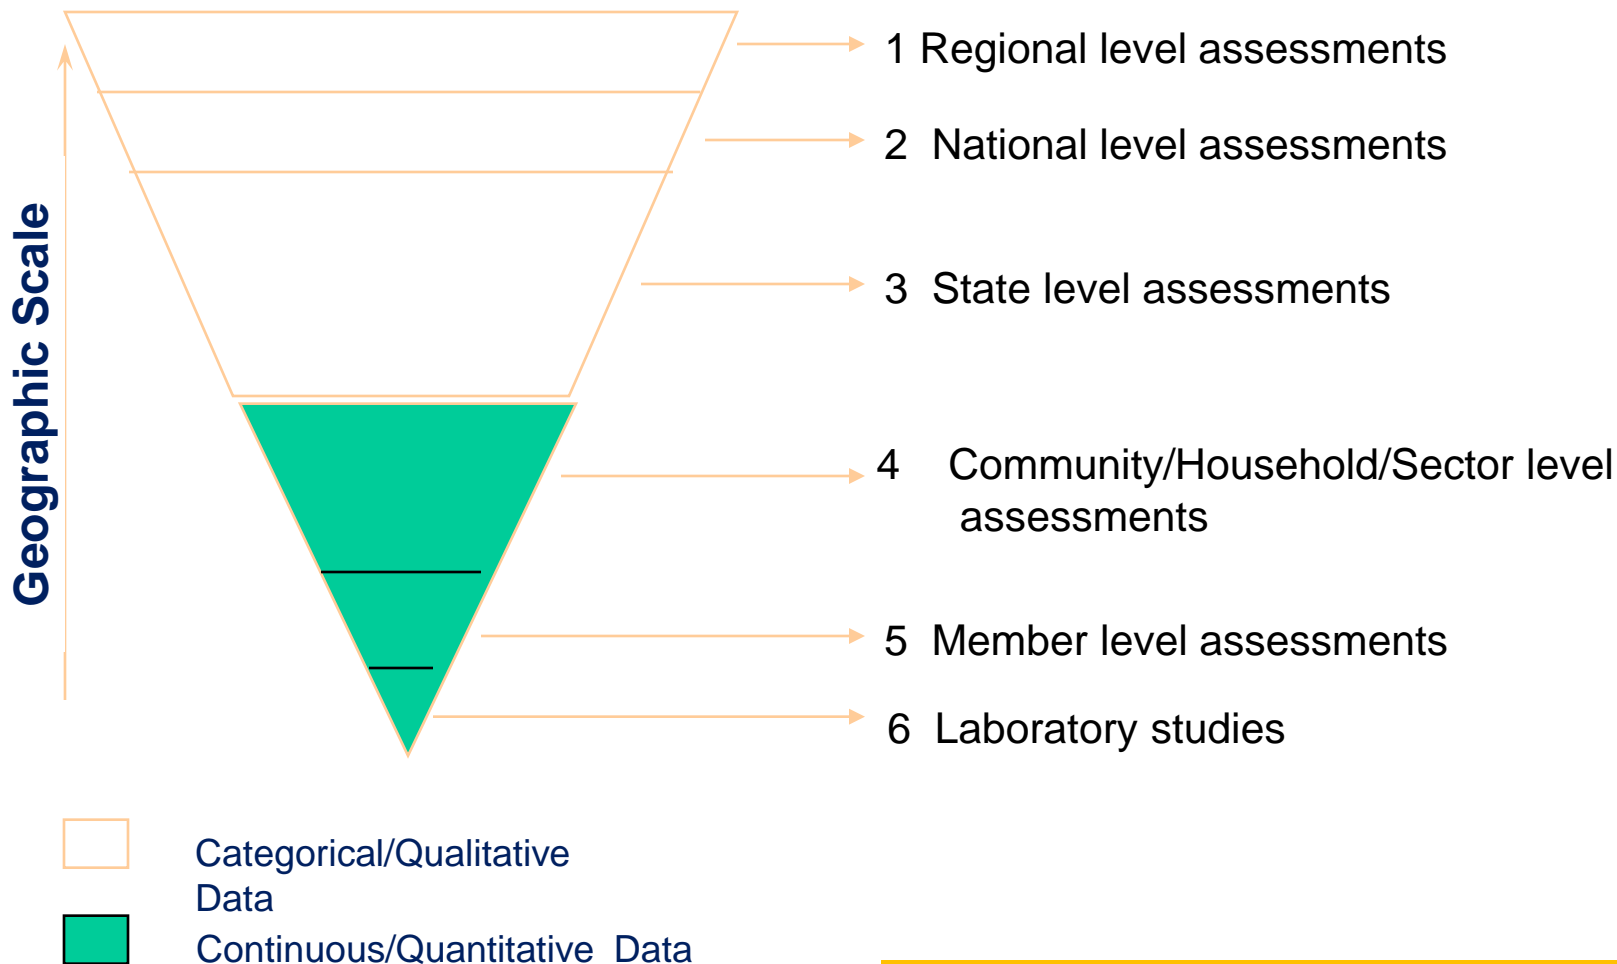 1 Regional level assessments
2 National level assessments
Geographic Scale
3 State level assessments
4 Community/Household/Sector level
assessments
5 Member level assessments
6 Laboratory studies
Categorical/Qualitative
Data
Continuous/Quantitative Data